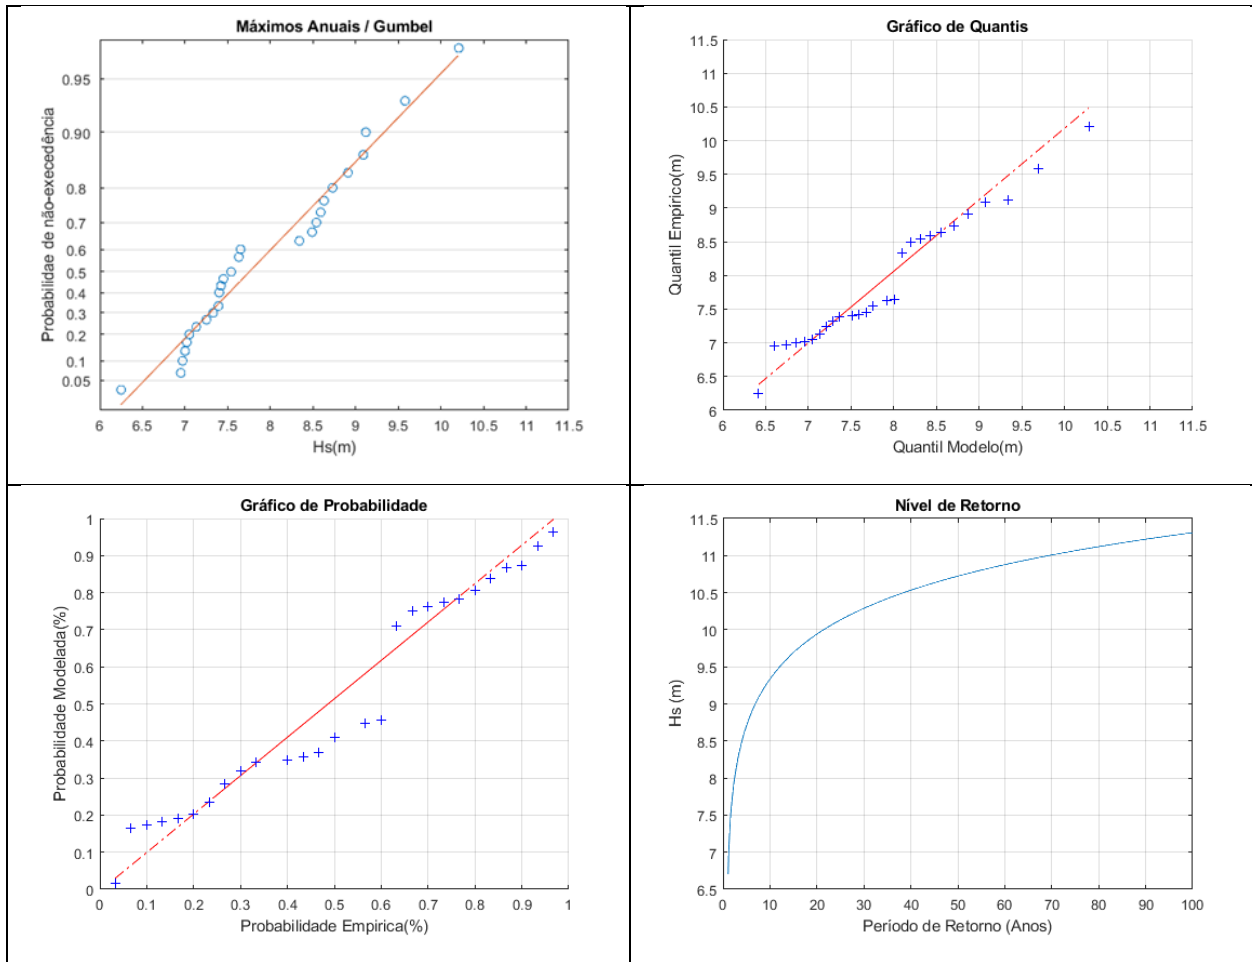 Máximos Anuais / Gumbel
0.95
0.90
0.8
0.7
0.6
0.5
0.4
0.3
0.2
0.1
0.05
Probabilidae de não-execedência
6 6.5 7 7.5 8 8.5 9 9.5 10 10.5 11 11.5
Hs(m)
Gráfico de Quantis
11.5
11
10.5
10
9.5
9
8.5
8
7.5
7
6.5
6
Quantil Empírico(m)
6 6.5 7 7.5 8 8.5 9 9.5 10 10.5 11 11.5
Quantil Modelo(m)
Gráfico de Probabilidade
1
0.9
0.8
0.7
0.6
0.5
0.4
0.3
0.2
0.1
0
Probabilidade Modelada(%)
0 0.1 0.2 0.3 0.4 0.5 0.6 0.7 0.8 0.9 1
Probabilidade Empirica(%)
Nível de Retorno
11.5
11
10.5
10
9.5
9
8.5
8
7.5
7
6.5
Hs (m)
0 10 20 30 40 50 60 70 80 90 100
Período de Retorno (Anos)